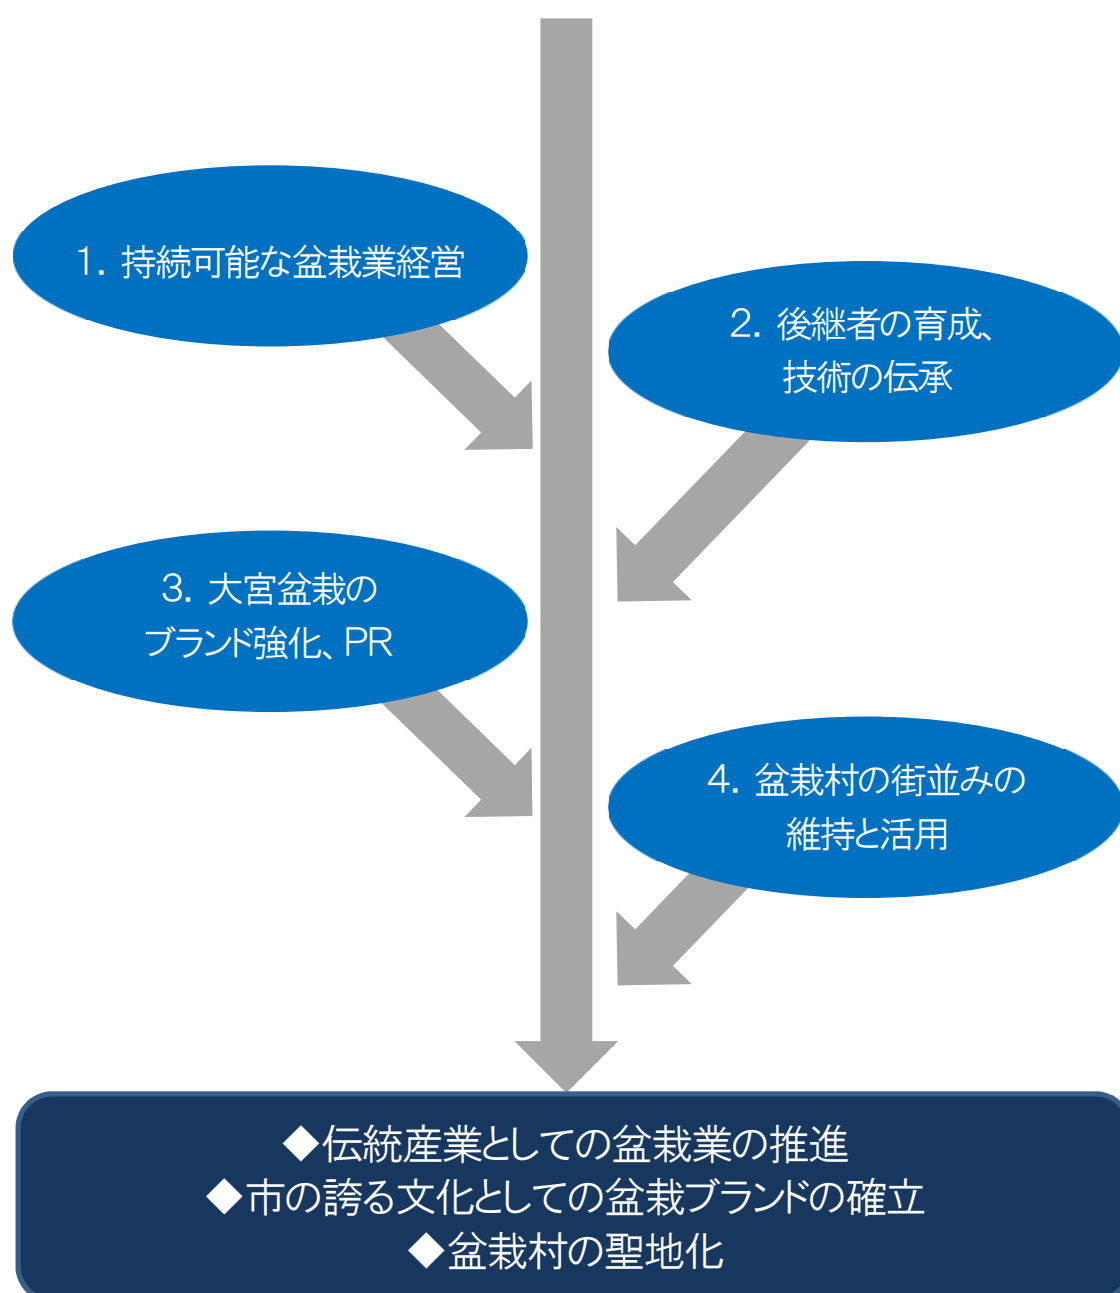 1. 持続可能な盆栽業経営
2. 後継者の育成、
技術の伝承
3. 大宮盆栽の
ブランド強化、PR
4. 盆栽村の街並みの
維持と活用
◆伝統産業としての盆栽業の推進
◆市の誇る文化としての盆栽ブランドの確立
◆盆栽村の聖地化